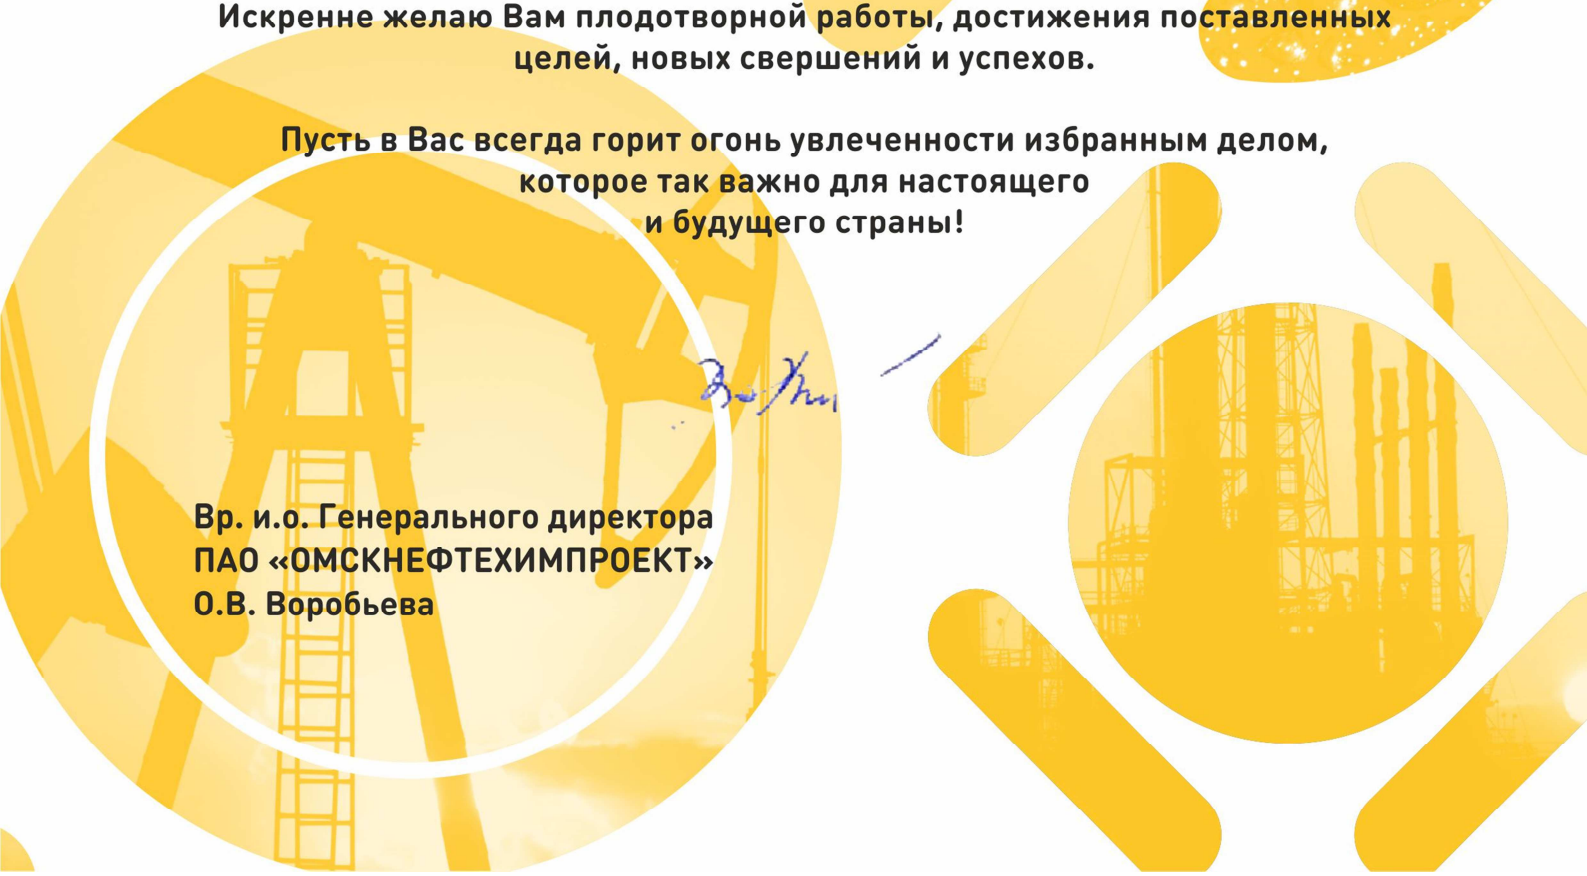 Искренне желаю Вам плодотворной работы, достижения поставленных
целей, новых свершений и успехов.
Пусть в Вас всегда горит огонь увлеченности избранным делом,
которое так важно для настоящего
и будущего страны!
Вр. и.о. Генерального директора
ПАО «ОМСКНЕФТЕХИМПРОЕКТ»
О.В. Воробьева